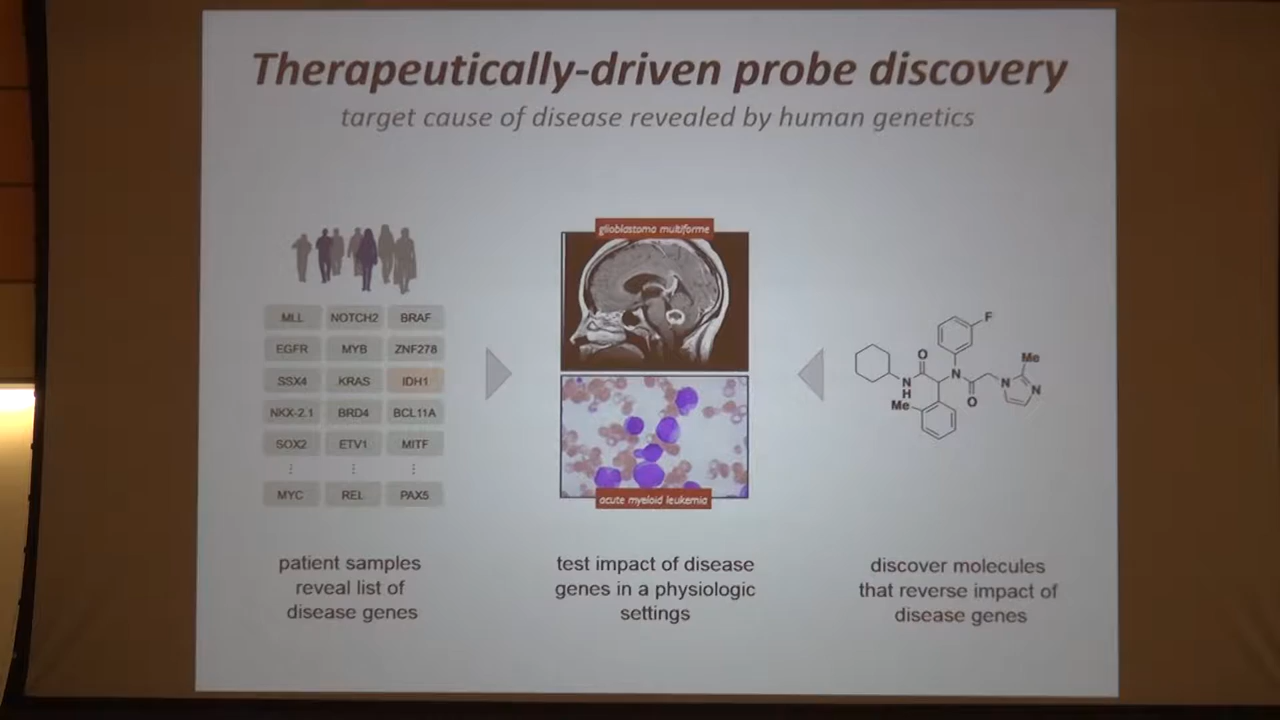 Therapeutically-driven probe discovery
target cause of disease revealed by human genetics
MLL NOTCH2 BRAF
EGFR MYB ZNF278
SSX4 KRAS IDH1
NKX-2.1 BRD4 BCL11A
SOX2 ETV1 MITF
⋮ ⋮ ⋮
MYC REL PAX5
patient samples
reveal list of
disease genes
glioblastoma multiforme
acute myeloid leukemia
test impact of disease
genes in a physiologic
settings
F
O
Me
N
N
N
N
H
O
Me
discover molecules
that reverse impact of
disease genes